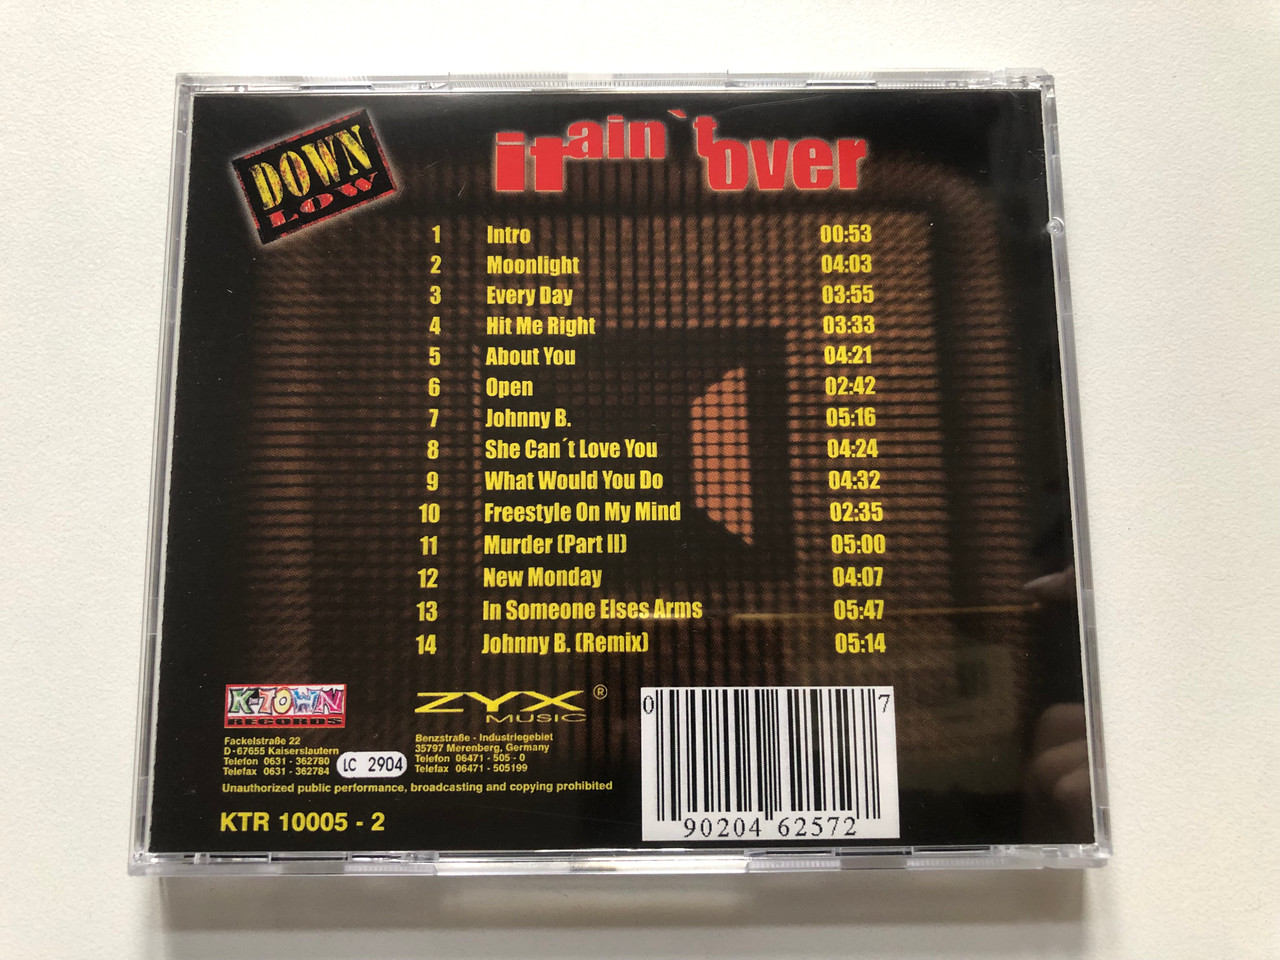 DOWN
LOW
it ain`t over
1 Intro 00:53
2 Moonlight 04:03
3 Every Day 03:55
4 Hit Me Right 03:33
5 About You 04:21
6 Open 02:42
7 Johnny B. 05:16
8 She Can´t Love You 04:24
9 What Would You Do 04:32
10 Freestyle On My Mind 02:35
11 Murder (Part II) 05:00
12 New Monday 04:07
13 In Someone Elses Arms 05:47
14 Johnny B. (Remix) 05:14
K-TOWN
RECORDS
Fackelstraße 22
D - 67655 Kaiserslautern
Telefon 0631 - 362780
Telefax 0631 - 362784
LC 2904
ZYX®
MUSIC
Benzstraße - Industriegebiet
35797 Merenberg, Germany
Telefon 06471 - 505 - 0
Telefax 06471 - 505199
Unauthorized public performance, broadcasting and copying prohibited
KTR 10005 - 2
0 90204 62572 7